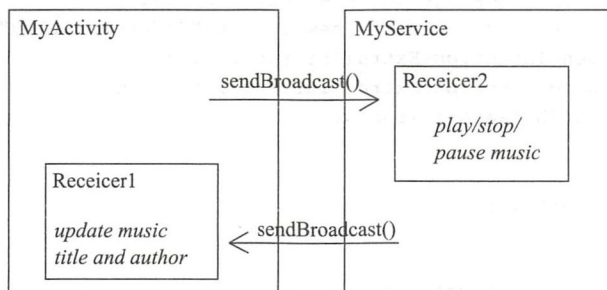 MyActivity
MyService
sendBroadcast()
Receicer2
play/stop/
pause music
Receicer1
update music
title and author
sendBroadcast()